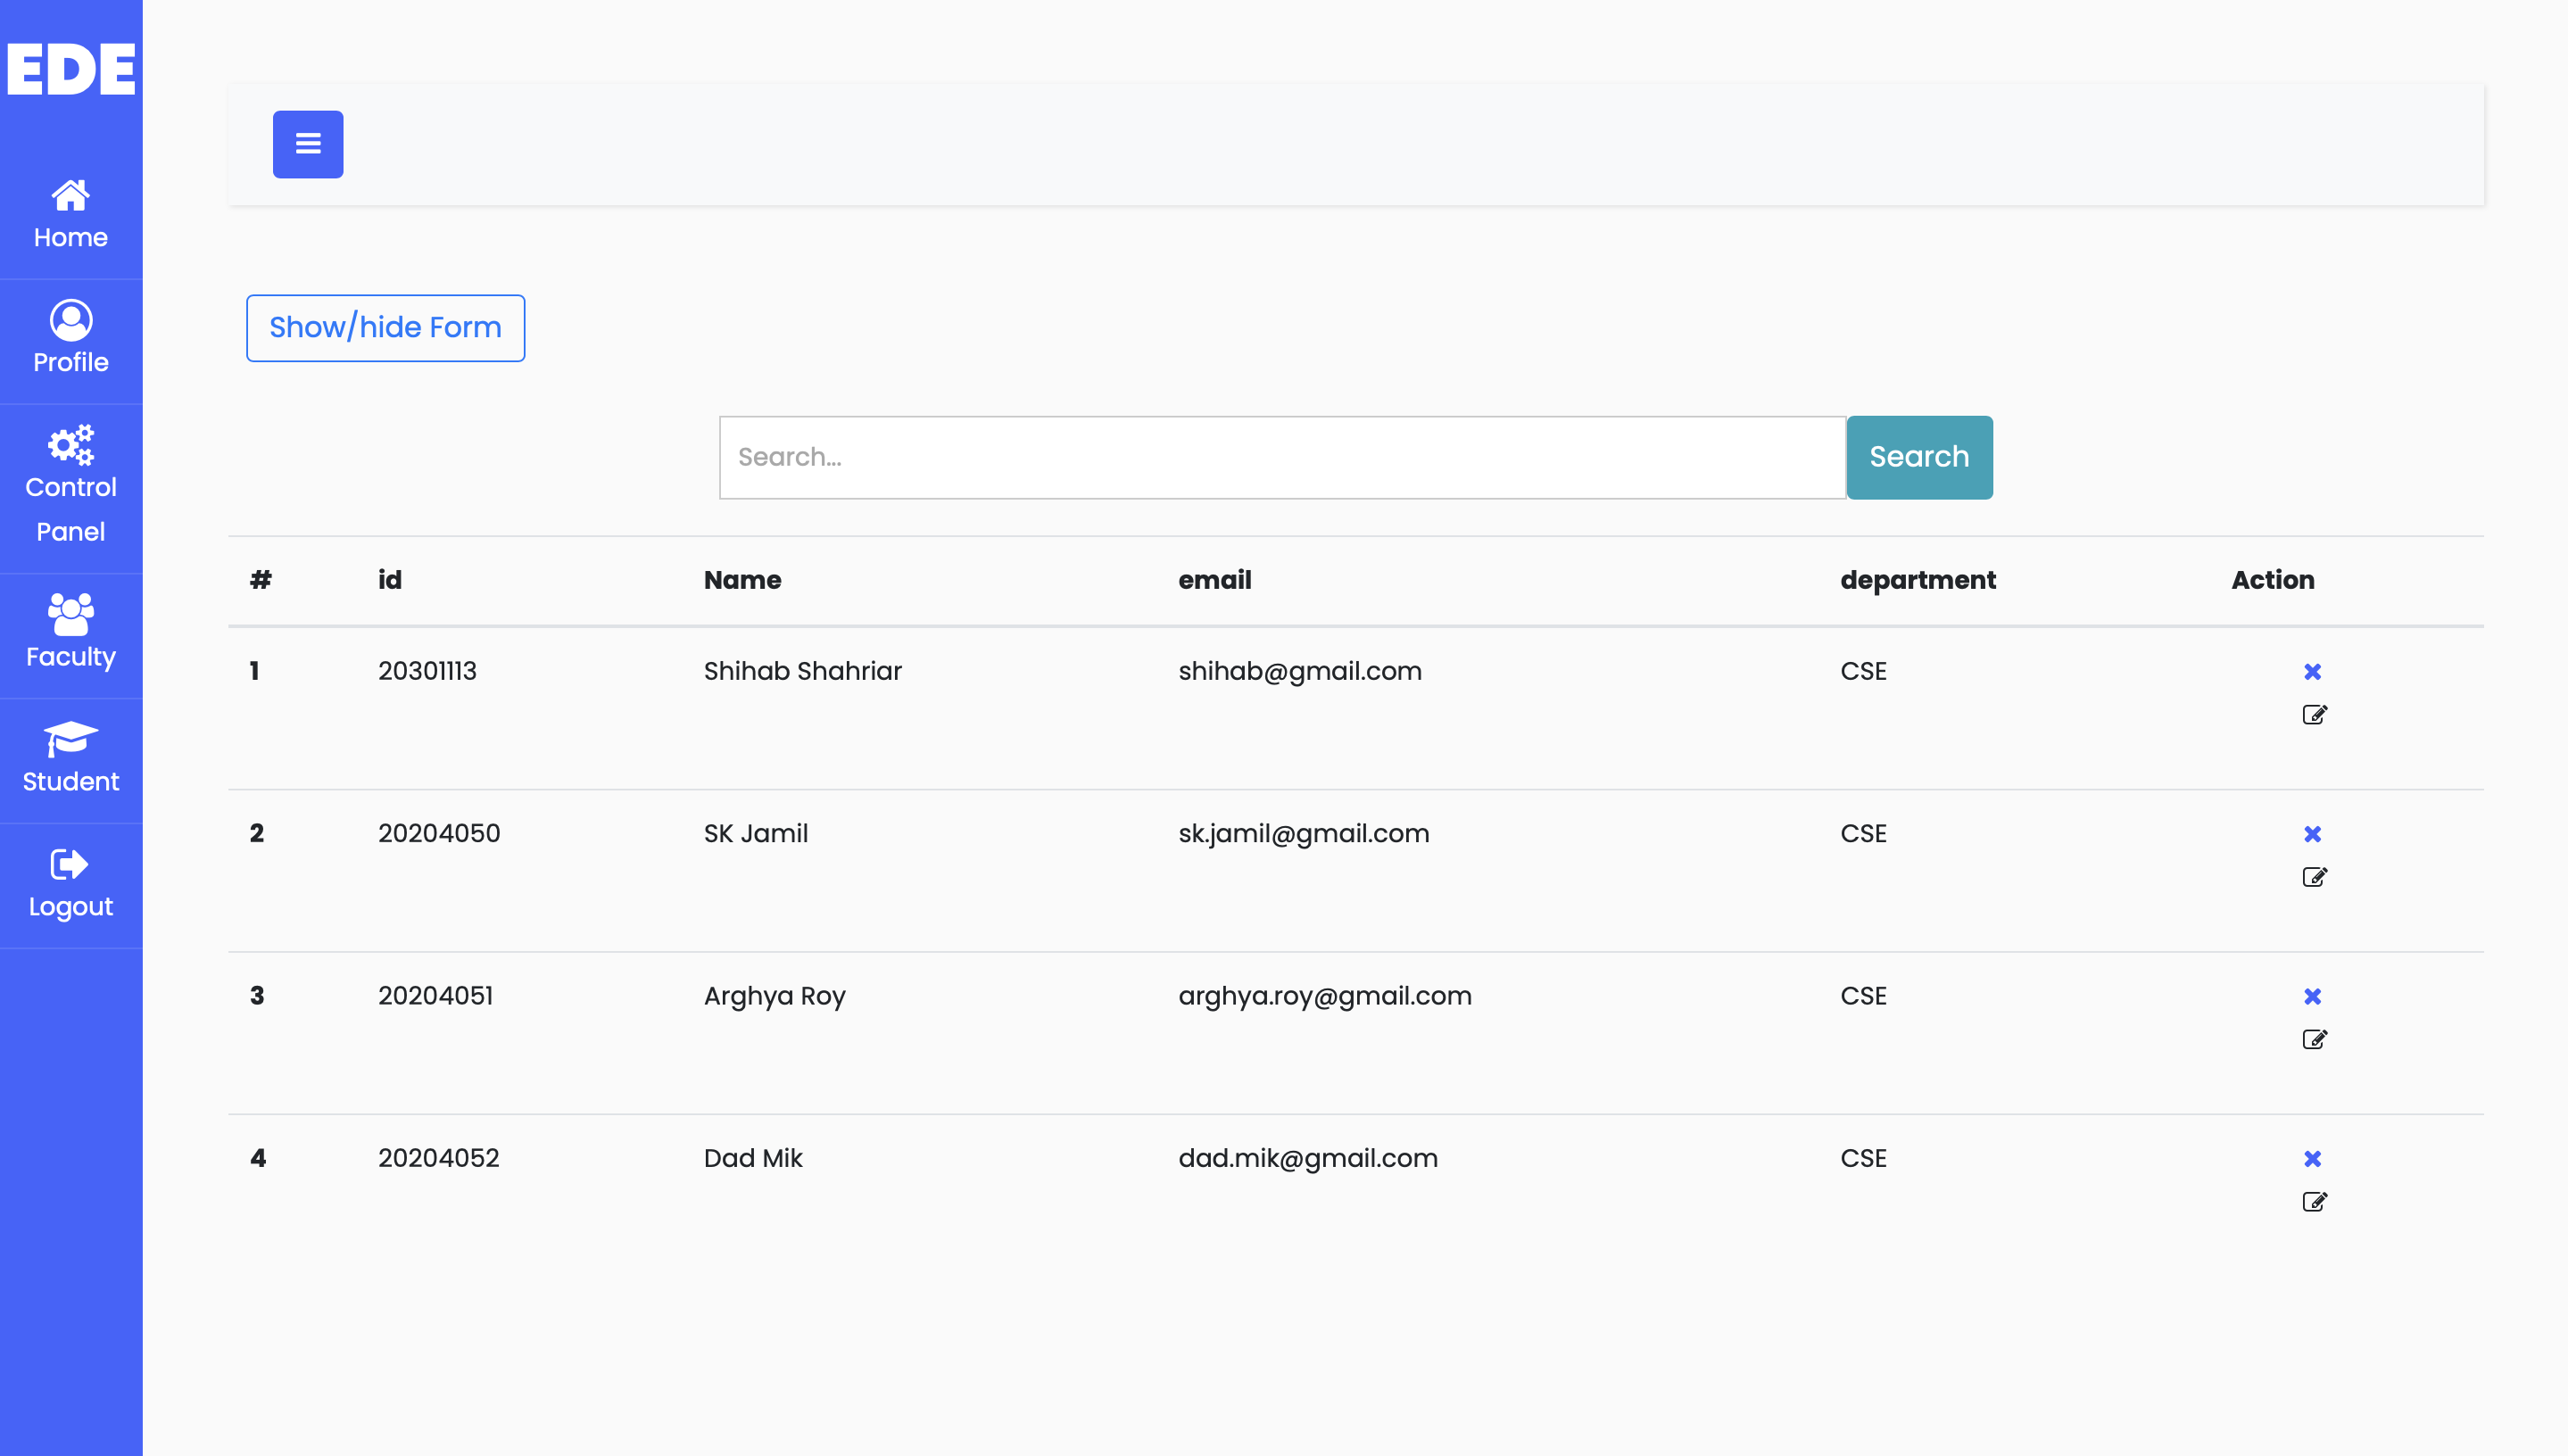 EDE
Home
Profile
Control
Panel
Faculty
Student
Logout
Show/hide Form
Search...
Search
# id Name email department Action
1 20301113 Shihab Shahriar shihab@gmail.com CSE
2 20204050 SK Jamil sk.jamil@gmail.com CSE
3 20204051 Arghya Roy arghya.roy@gmail.com CSE
4 20204052 Dad Mik dad.mik@gmail.com CSE